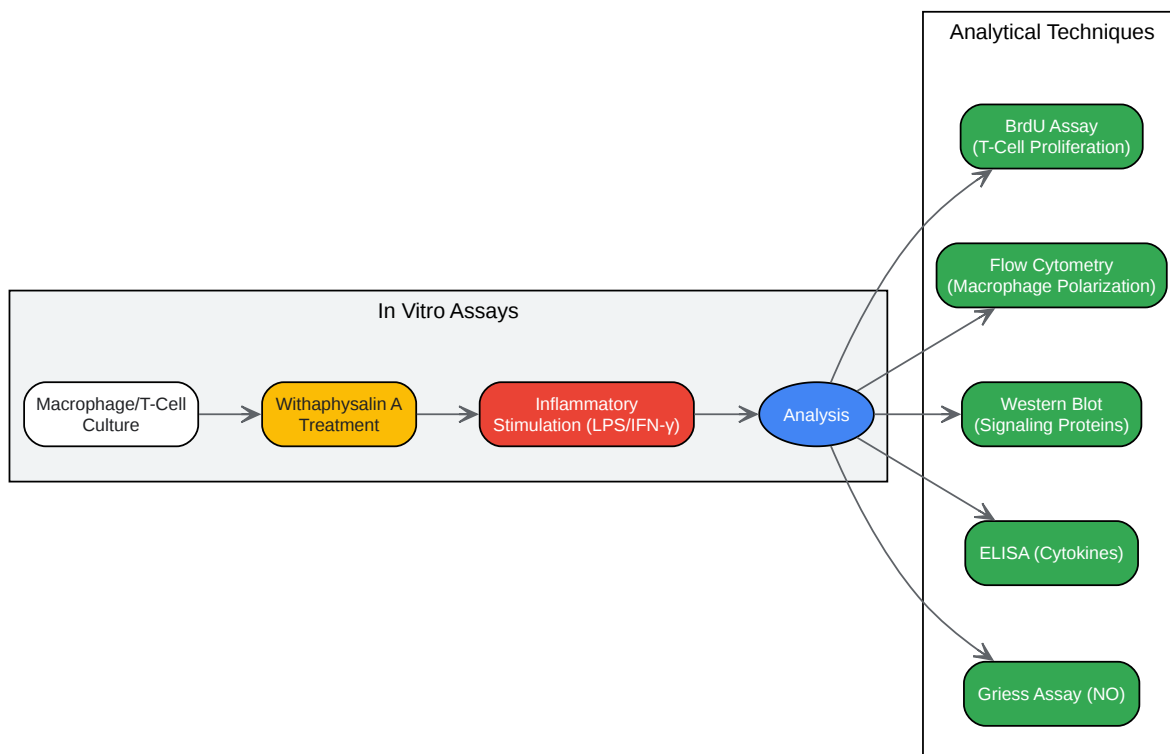 Analytical Techniques
BrdU Assay
(T-Cell Proliferation)
Flow Cytometry
(Macrophage Polarization)
In Vitro Assays
Macrophage/T-Cell
Culture
Withaphysalin A
Treatment
Inflammatory
Stimulation (LPS/IFN-γ)
Analysis
Western Blot
(Signaling Proteins)
ELISA (Cytokines)
Griess Assay (NO)